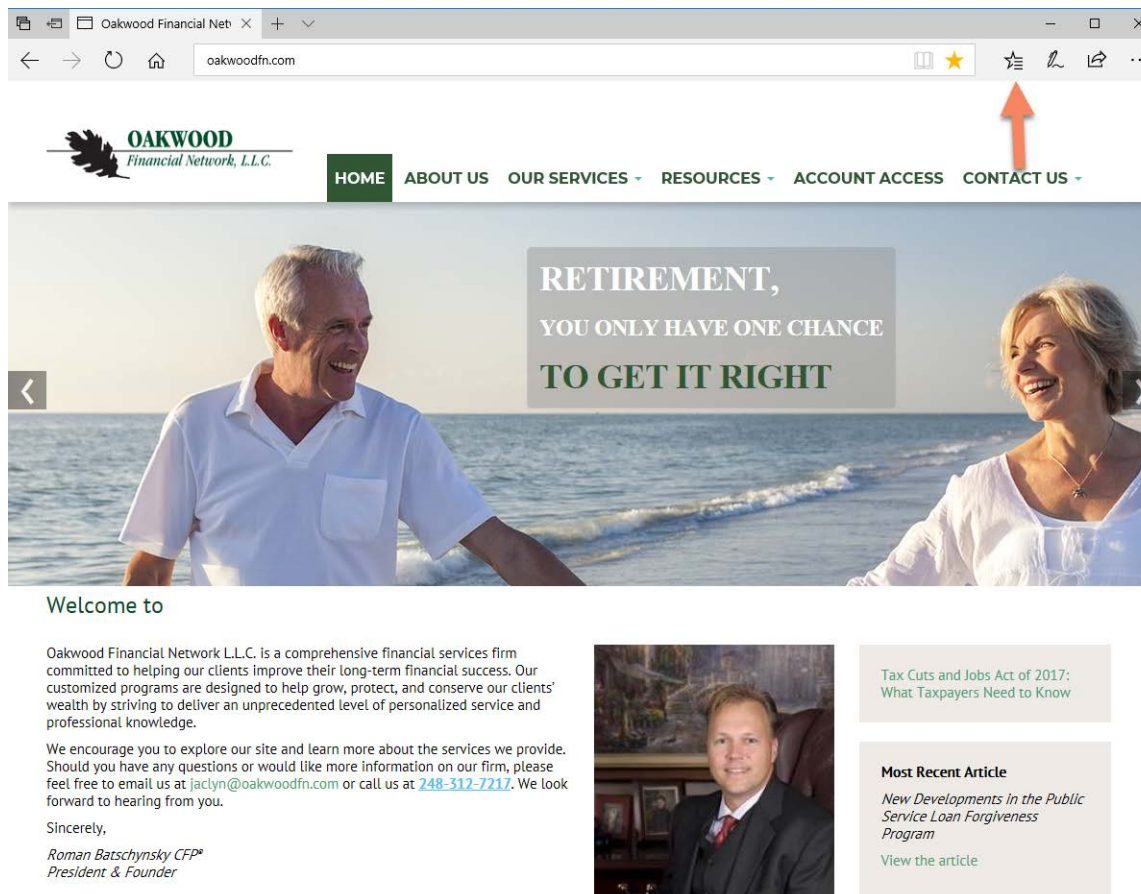 Oakwood Financial Net
oakwoodfn.com
OAKWOOD
Financial Network, L.L.C.
HOME ABOUT US OUR SERVICES RESOURCES ACCOUNT ACCESS CONTACT US
RETIREMENT,
YOU ONLY HAVE ONE CHANCE
TO GET IT RIGHT
Welcome to
Oakwood Financial Network L.L.C. is a comprehensive financial services firm
committed to helping our clients improve their long-term financial success. Our
customized programs are designed to help grow, protect, and conserve our clients'
wealth by striving to deliver an unprecedented level of personalized service and
professional knowledge.
We encourage you to explore our site and learn more about the services we provide.
Should you have any questions or would like more information on our firm, please
feel free to email us at jaclyn@oakwoodfn.com or call us at 248-312-7217. We look
forward to hearing from you.
Sincerely,
Roman Batschynsky CFP®
President & Founder
Tax Cuts and Jobs Act of 2017:
What Taxpayers Need to Know
Most Recent Article
New Developments in the Public
Service Loan Forgiveness
Program
View the article